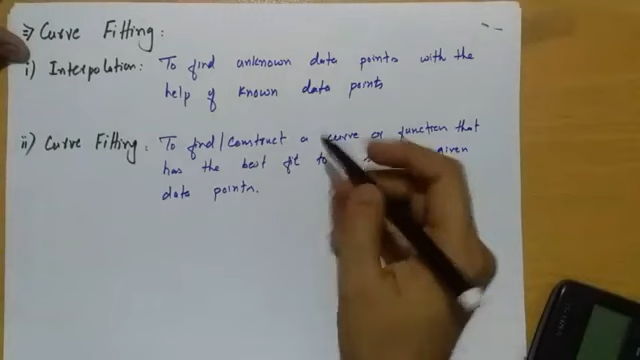 => Curve Fitting:
i) Interpolation: To find unknown data points with the
help of known data points
ii) Curve Fitting: To find/construct a curve or function that
has the best fit to given
data points.